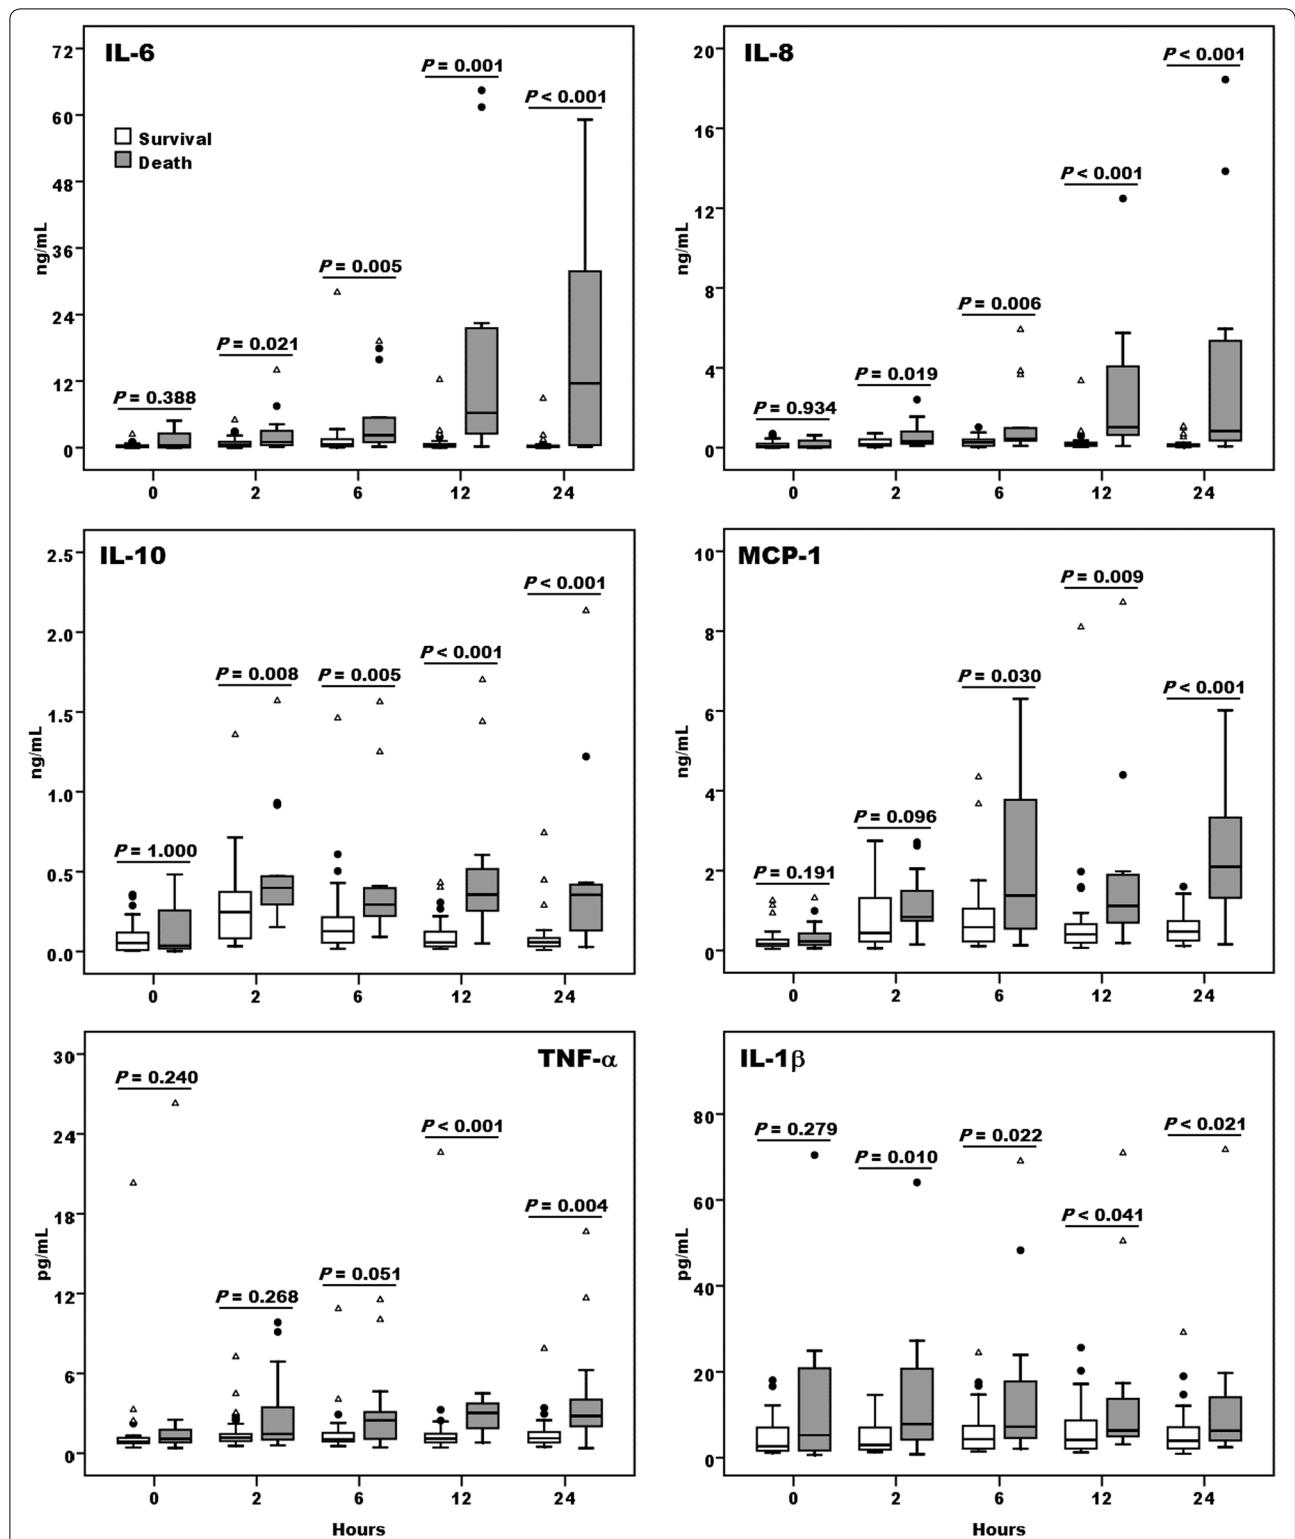 IL-6
72
60
48
36
24
12
0
ng/mL
Survival
Death
P = 0.388
P = 0.021
P = 0.005
P = 0.001
P < 0.001
0 2 6 12 24
IL-8
20
16
12
8
4
0
ng/mL
P = 0.934
P = 0.019
P = 0.006
P < 0.001
P < 0.001
0 2 6 12 24
IL-10
2.5
2.0
1.5
1.0
0.5
0.0
ng/mL
P = 1.000
P = 0.008
P = 0.005
P < 0.001
P < 0.001
0 2 6 12 24
MCP-1
10
8
6
4
2
0
ng/mL
P = 0.191
P = 0.096
P = 0.030
P = 0.009
P < 0.001
0 2 6 12 24
TNF-α
30
24
18
12
6
0
pg/mL
P = 0.240
P = 0.268
P = 0.051
P < 0.001
P = 0.004
0 2 6 12 24
Hours
IL-1β
80
60
40
20
0
pg/mL
P = 0.279
P = 0.010
P = 0.022
P < 0.041
P < 0.021
0 2 6 12 24
Hours